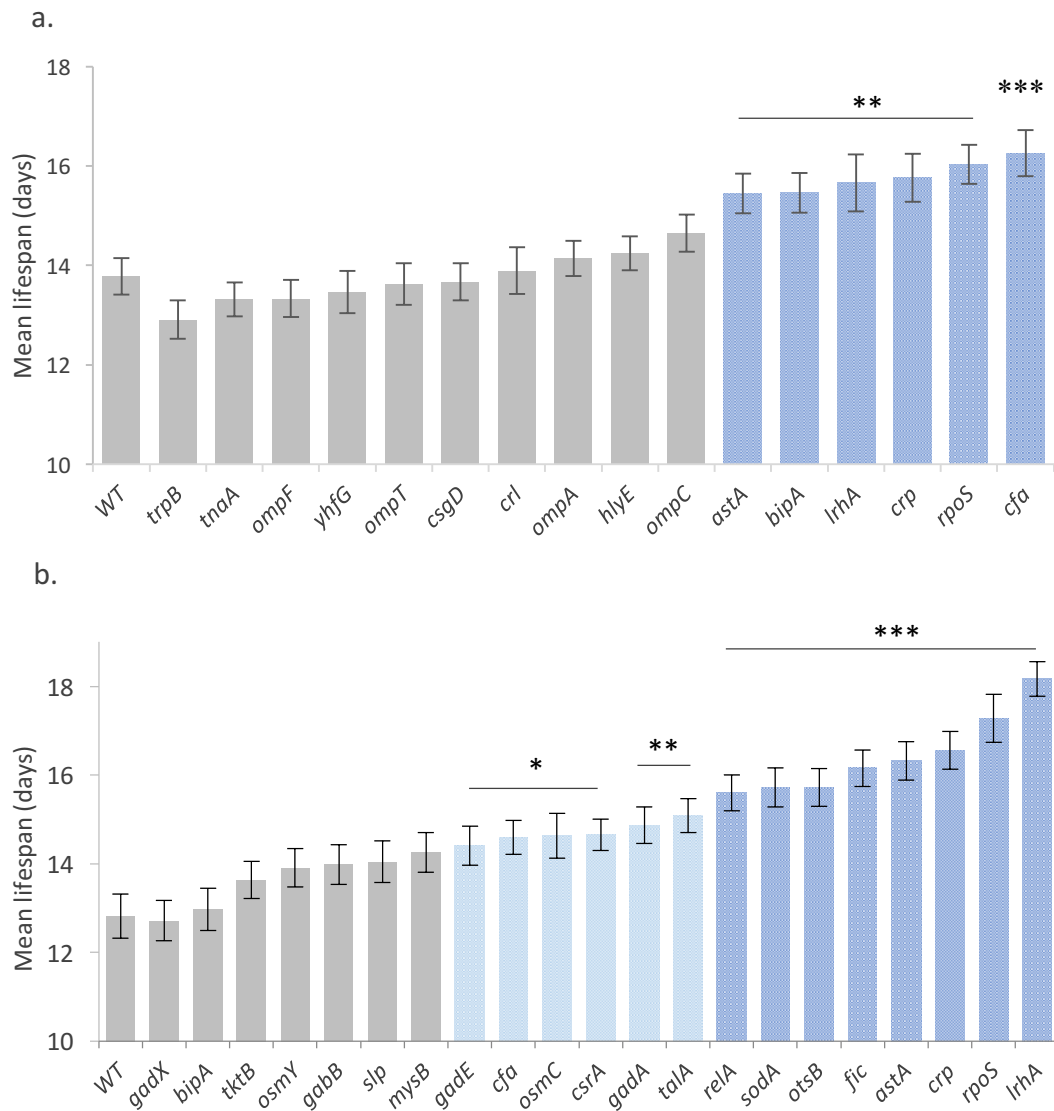 a.
18
16
14
12
10
Mean lifespan (days)
**
***
WT trpB tnaA ompF yhfG ompT csgD crl ompA hlyE ompC astA bipA lrhA crp rpoS cfa
b.
18
16
14
12
10
Mean lifespan (days)
*
**
***
WT gadX bipA tktB osmY gabB slp mysB gadE cfa osmC csrA gadA talA relA sodA otsB fic astA crp rpoS lrhA